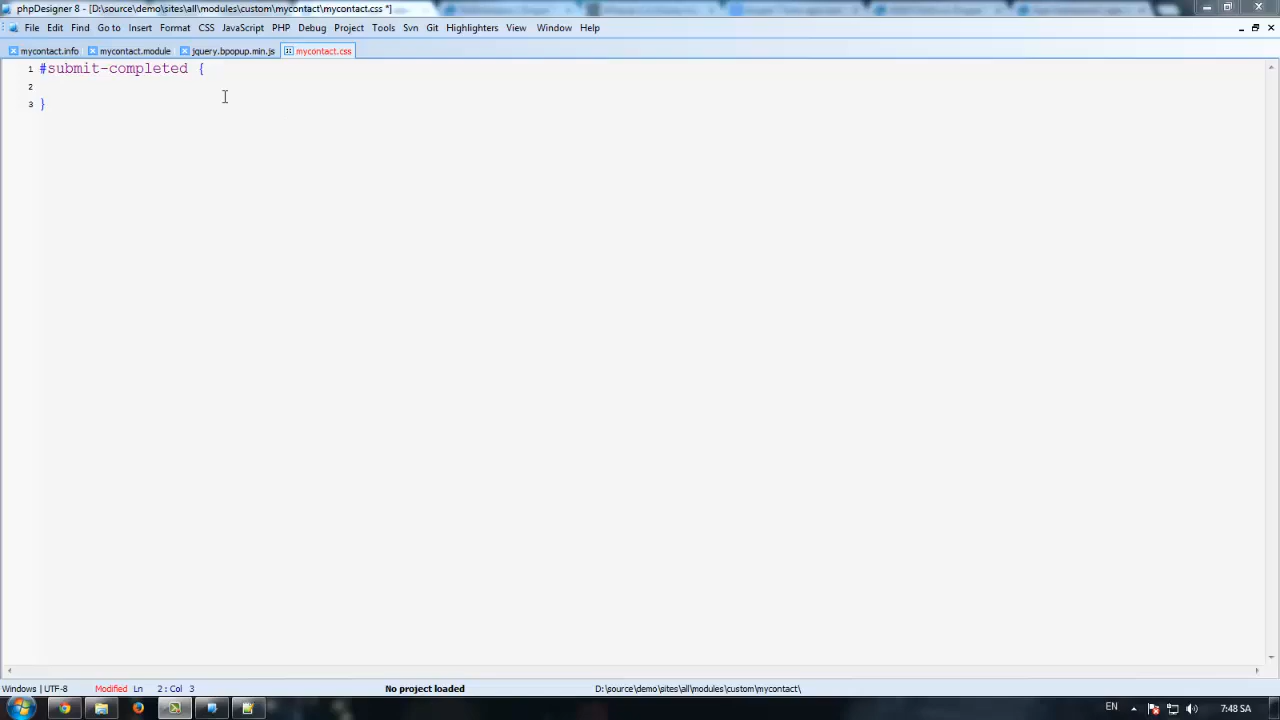 phpDesigner 8 - [D:\source\demo\sites\all\modules\custom\mycontact\mycontact.css *]
File Edit Find Go to Insert Format CSS JavaScript PHP Debug Project Tools Svn Git Highlighters View Window Help
mycontact.info mycontact.module jquery.bpopup.min.js mycontact.css
1 #submit-completed {
2
3 }
Windows | UTF-8 Modified Ln 2 : Col 3 No project loaded D:\source\demo\sites\all\modules\custom\mycontact\
EN 7:48 SA